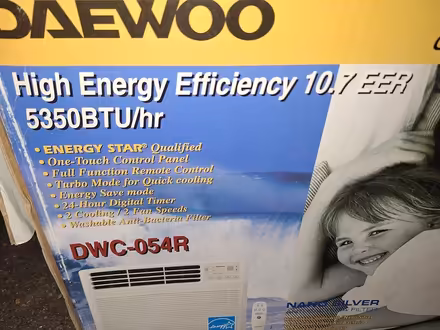 DAEWOO
High Energy Efficiency 10.7 EER
5350BTU/hr
• ENERGY STAR® Qualified
• One-Touch Control Panel
• Full Function Remote Control
• Turbo Mode for Quick cooling
• Energy Save mode
• 24-Hour Digital Timer
• 2 Cooling / 2 Fan Speeds
• Washable Anti-Bacteria Filter
DWC-054R
NANO SILVER